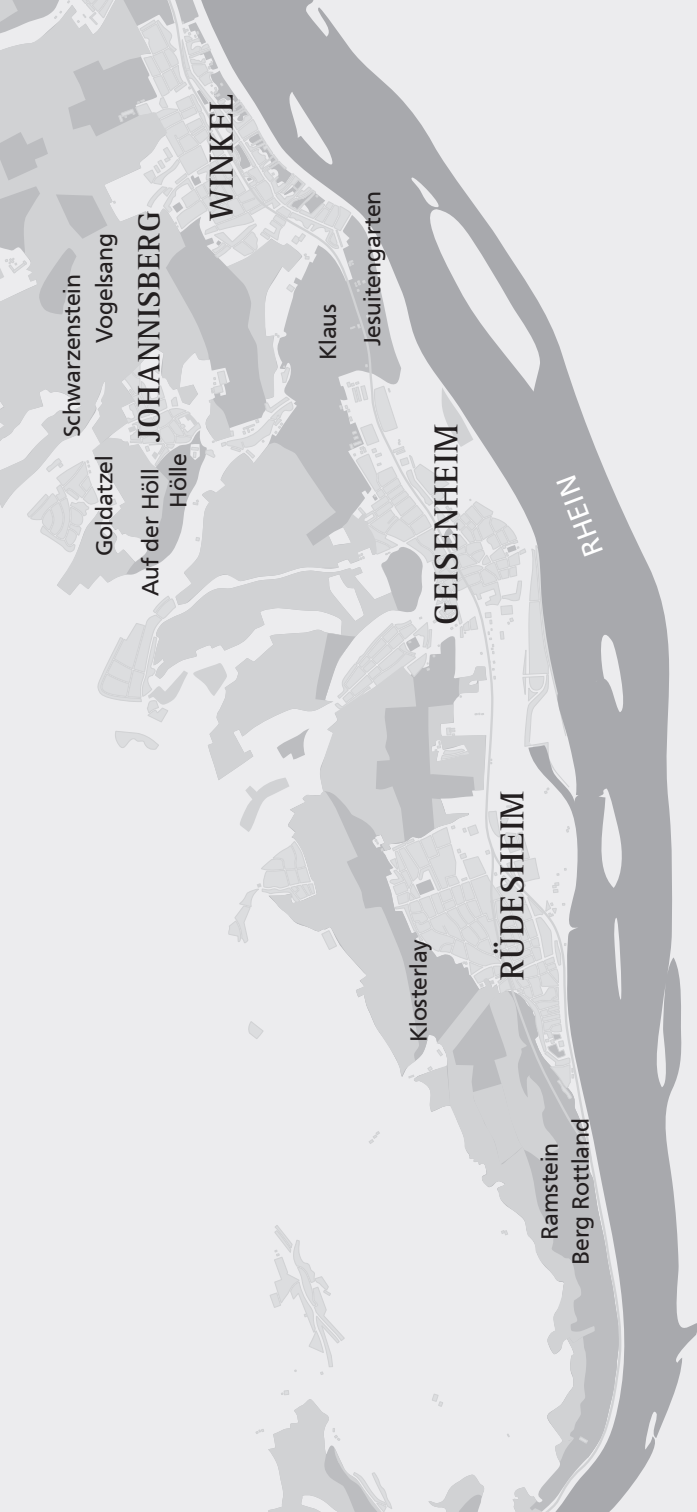 Schwarzenstein
Vogelsang
Goldatzel
JOHANNISBERG
Auf der Höll
Hölle
WINKEL
Klaus
Jesuitengarten
GEISENHEIM
RHEIN
Klosterlay
RÜDESHEIM
Ramstein
Berg Rottland